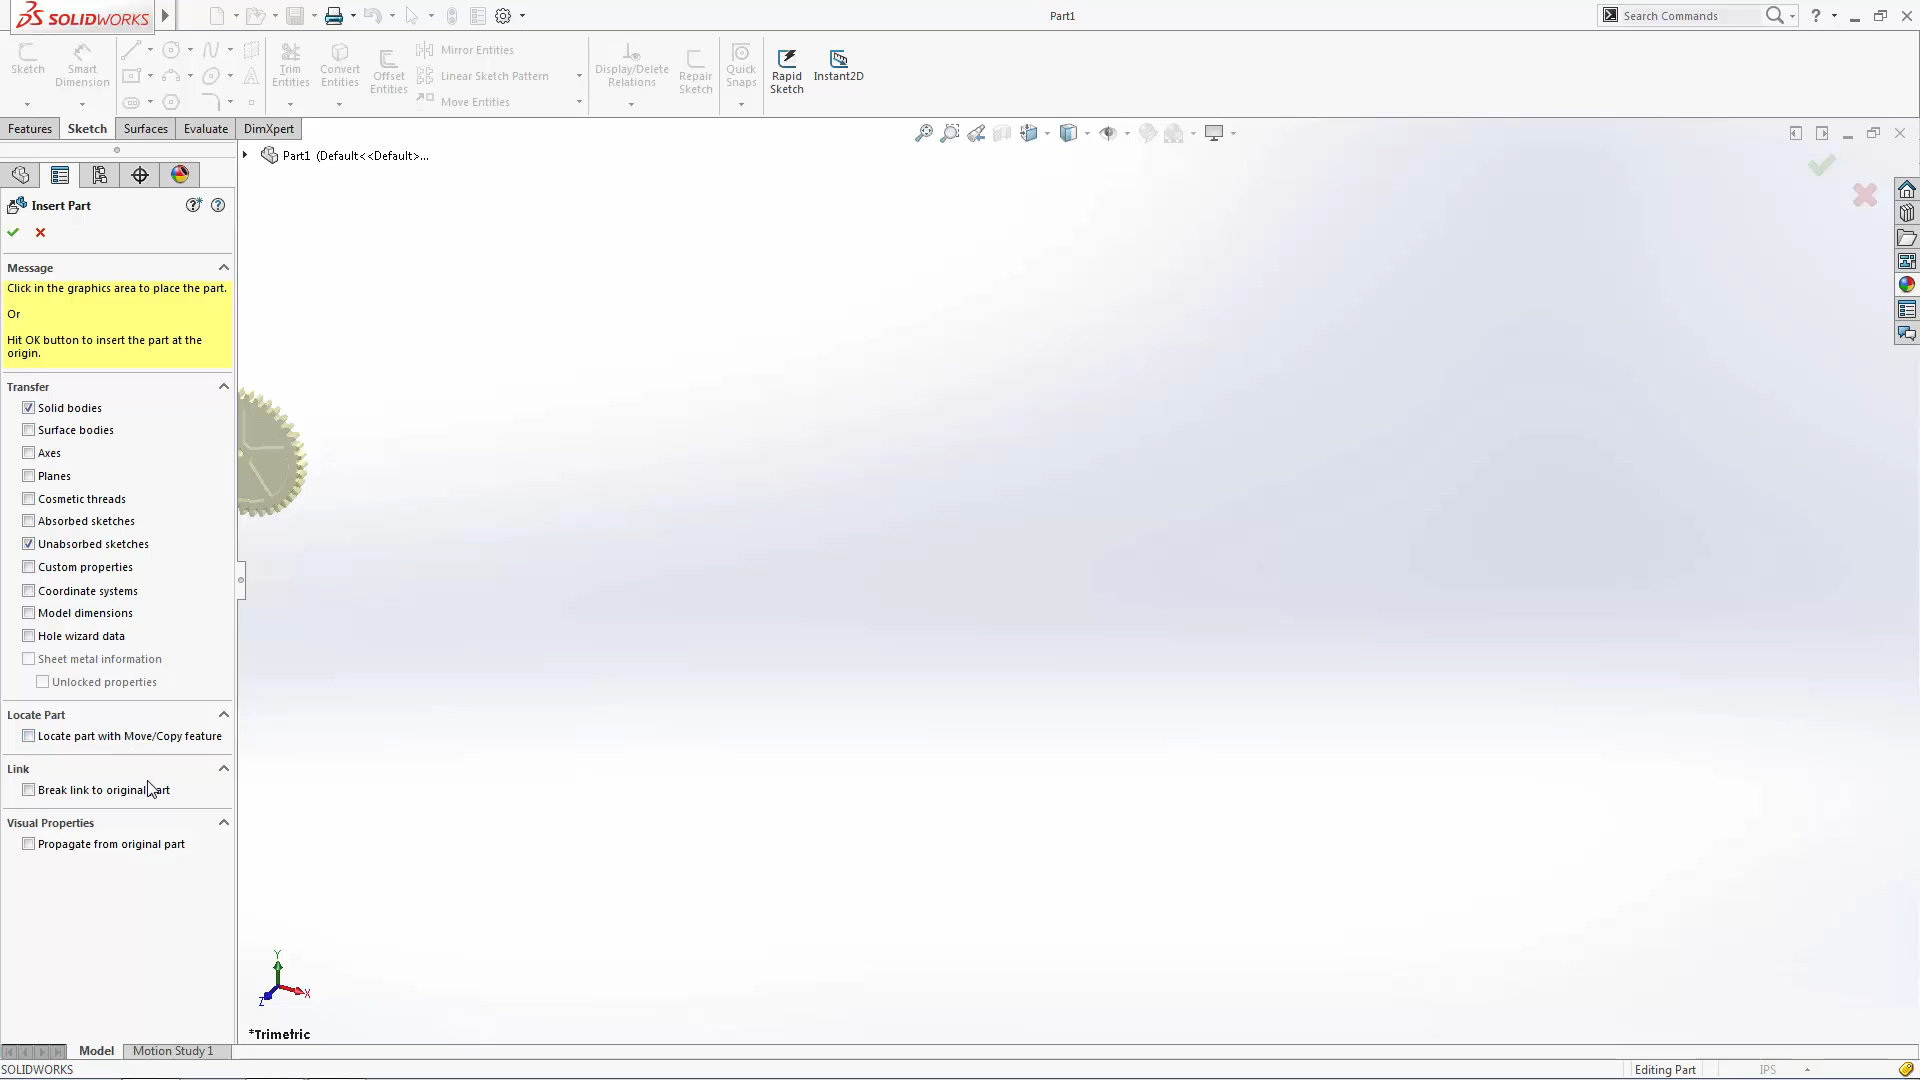 SOLIDWORKS
Part1
Search Commands
?
Sketch
Smart Dimension
Trim Entities
Convert Entities
Offset Entities
Mirror Entities
Linear Sketch Pattern
Move Entities
Display/Delete Relations
Repair Sketch
Quick Snaps
Rapid Sketch
Instant2D
Features
Sketch
Surfaces
Evaluate
DimXpert
Part1 (Default<<Default>...
Insert Part
Message
Click in the graphics area to place the part.
Or
Hit OK button to insert the part at the
origin.
Transfer
Solid bodies
Surface bodies
Axes
Planes
Cosmetic threads
Absorbed sketches
Unabsorbed sketches
Custom properties
Coordinate systems
Model dimensions
Hole wizard data
Sheet metal information
Unlocked properties
Locate Part
Locate part with Move/Copy feature
Link
Break link to original part
Visual Properties
Propagate from original part
Y
X
Z
*Trimetric
Model
Motion Study 1
SOLIDWORKS
Editing Part
IPS